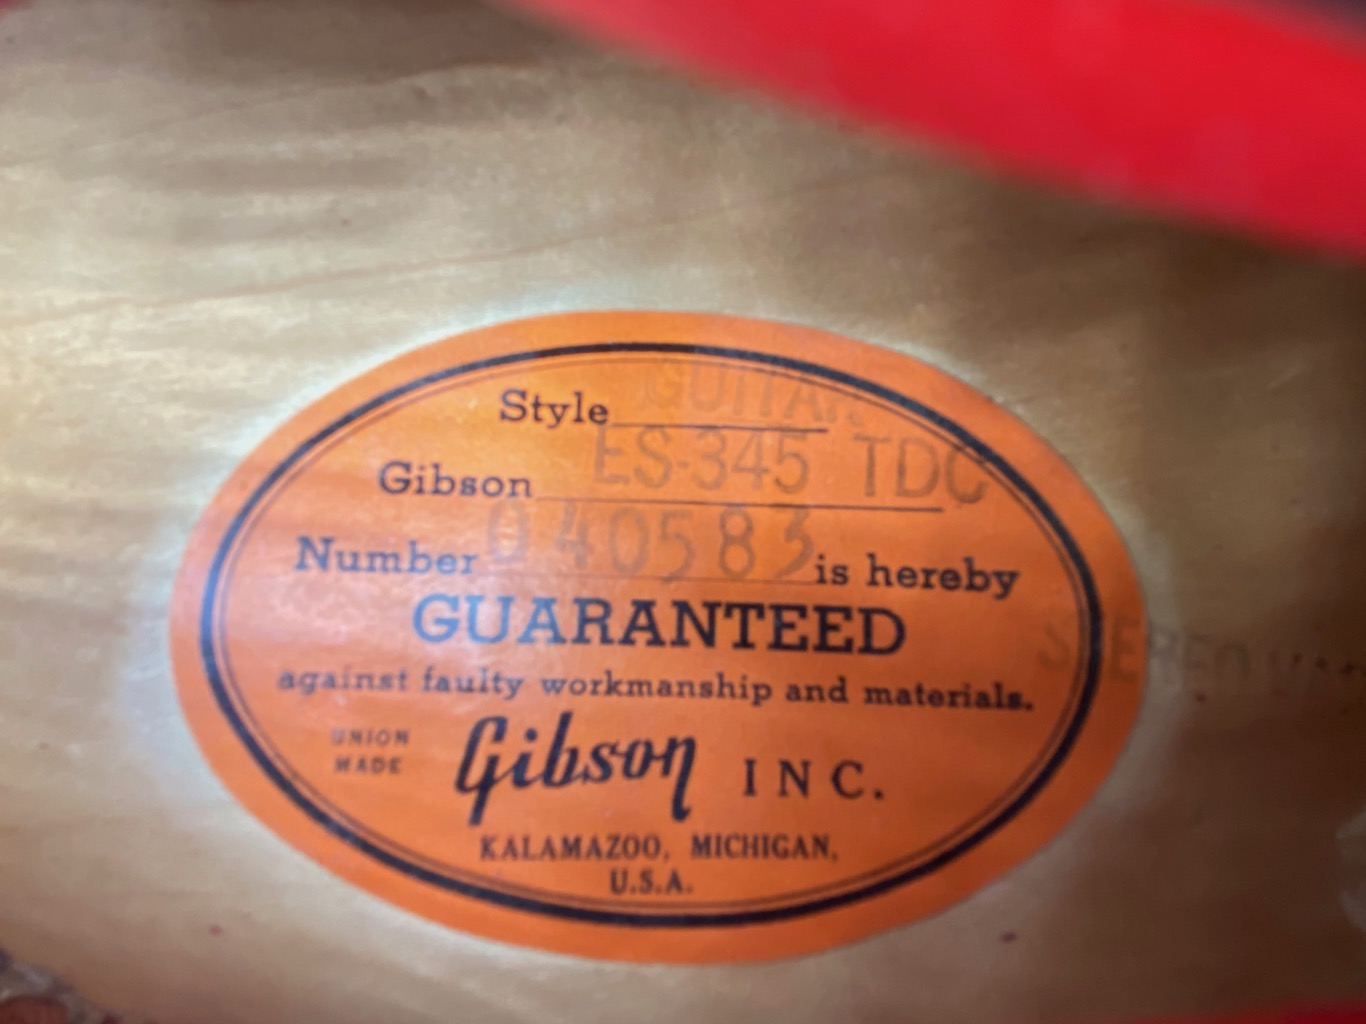 Style GUITAR
Gibson ES-345 TDC
Number 040583 is hereby
GUARANTEED
against faulty workmanship and materials.
UNION
MADE
Gibson INC.
KALAMAZOO, MICHIGAN,
U.S.A.